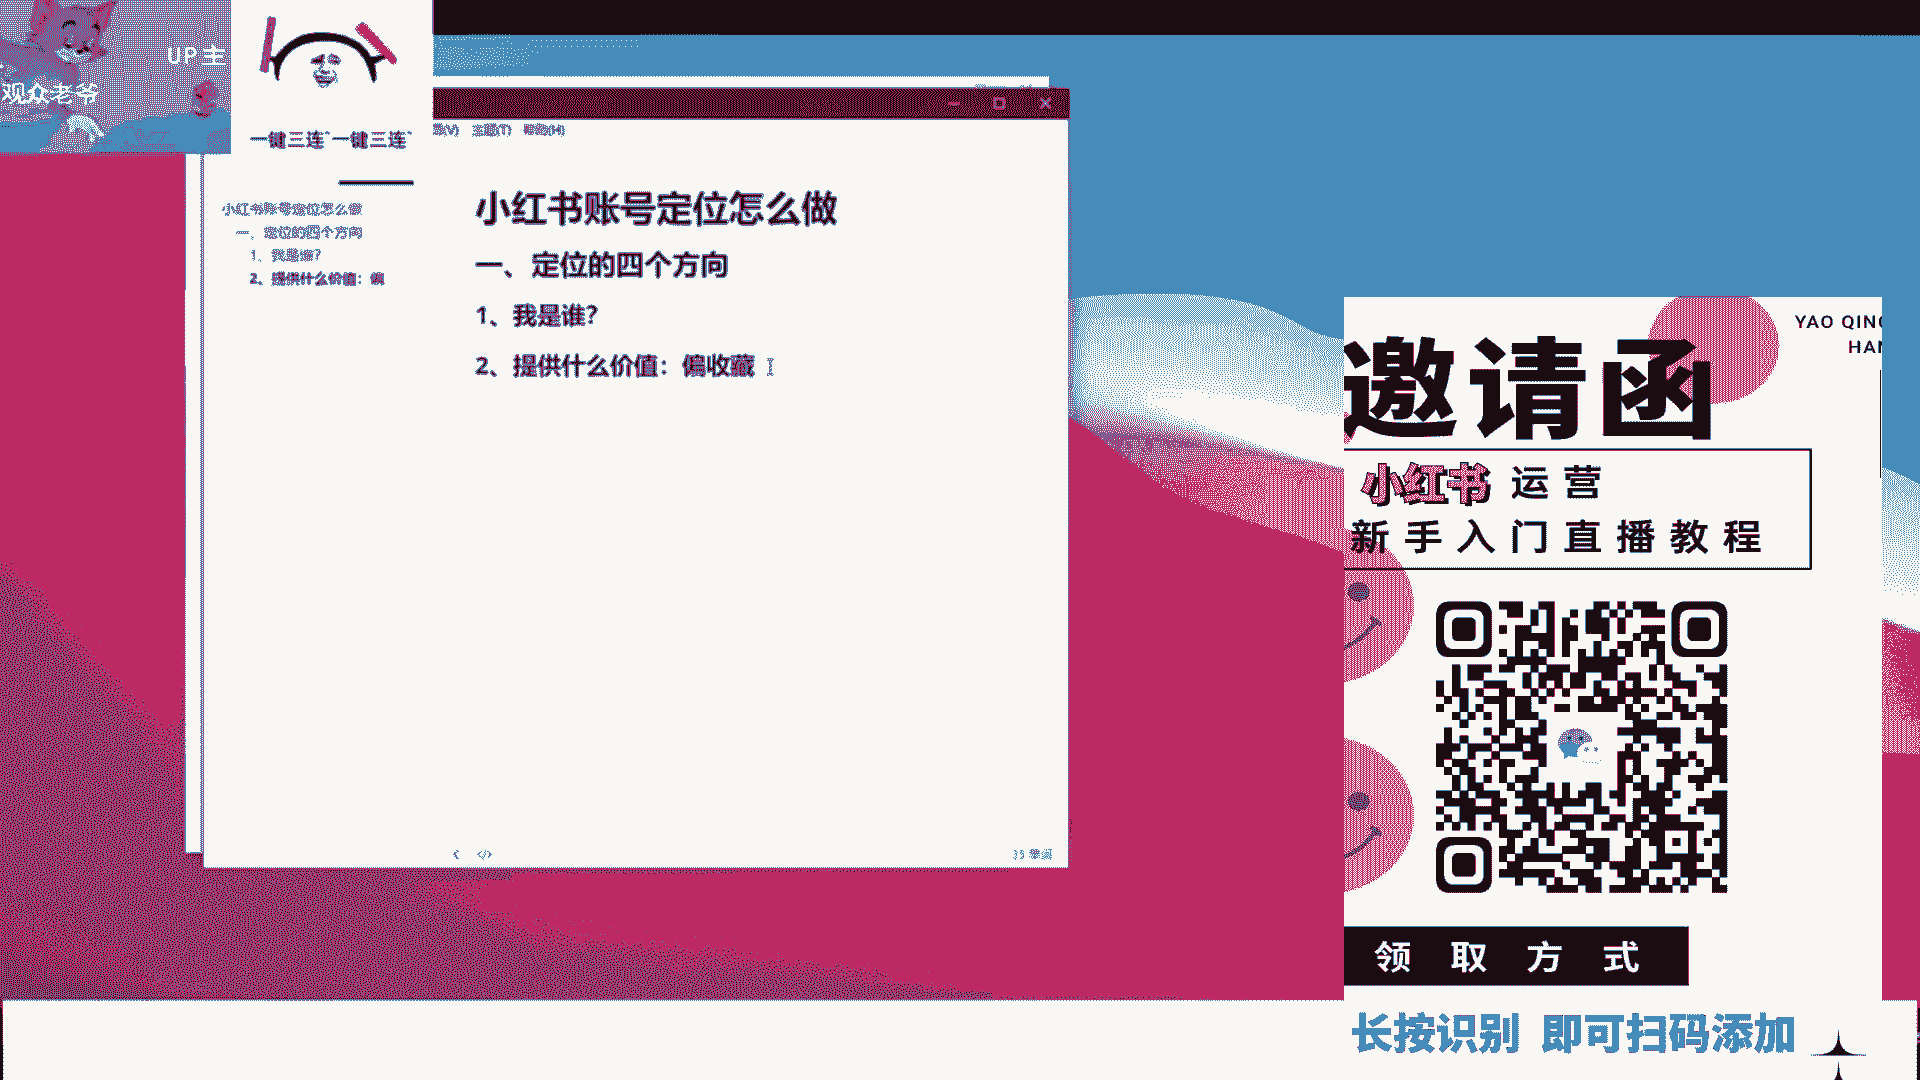 UP主
观众老爷
一键三连 一键三连
主题(T) 帮助(H)
小红书账号定位怎么做
一、定位的四个方向
1、我是谁?
2、提供什么价值：偏
小红书账号定位怎么做
一、定位的四个方向
1、我是谁?
2、提供什么价值：偏收藏
YAO QING
HAN
邀请函
小红书 运营
新手入门直播教程
领取方式
长按识别 即可扫码添加